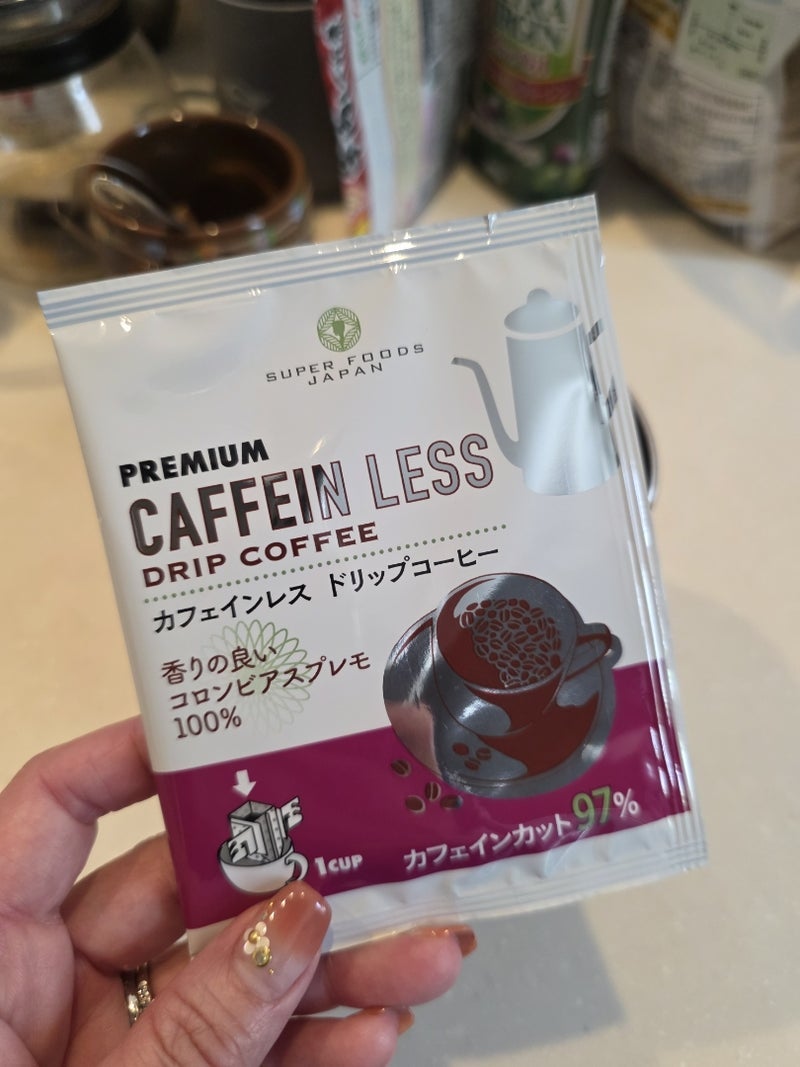 SUPER FOODS
JAPAN
PREMIUM
CAFFEIN LESS
DRIP COFFEE
カフェインレス ドリップコーヒー
香りの良い
コロンビアスプレモ
100%
1CUP
カフェインカット97%